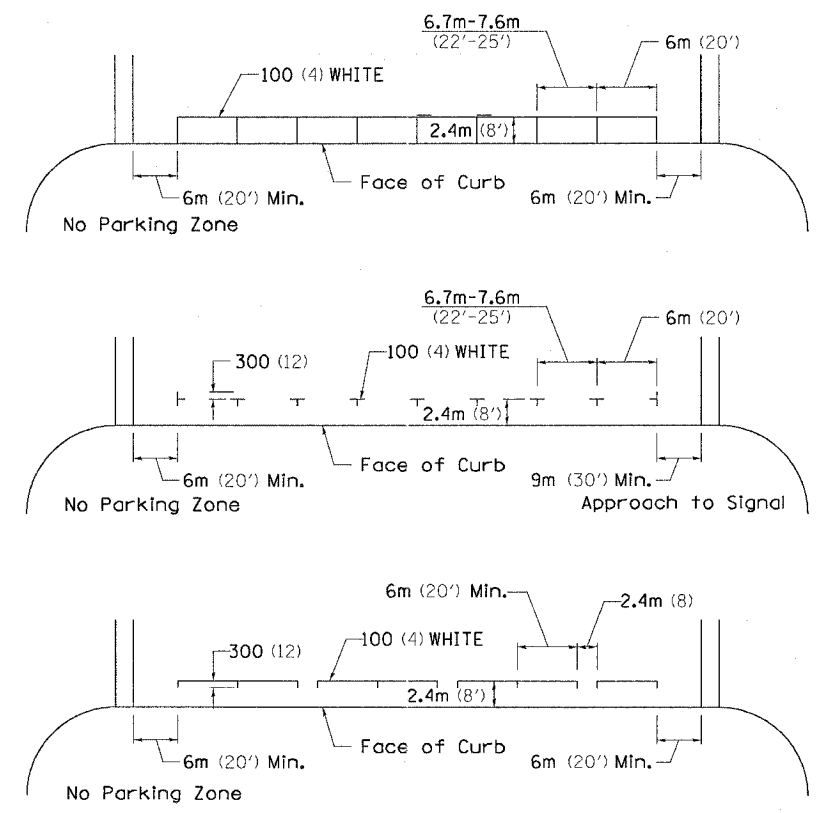 6.7m-7.6m
(22'-25')
6m (20')
100 (4) WHITE
2.4m (8')
6m (20') Min.
Face of Curb
6m (20') Min.
No Parking Zone
6.7m-7.6m
(22'-25')
6m (20')
300 (12)
100 (4) WHITE
2.4m (8')
6m (20') Min.
Face of Curb
9m (30') Min.
No Parking Zone
Approach to Signal
6m (20') Min.
2.4m (8)
300 (12)
100 (4) WHITE
2.4m (8')
6m (20') Min.
Face of Curb
6m (20') Min.
No Parking Zone